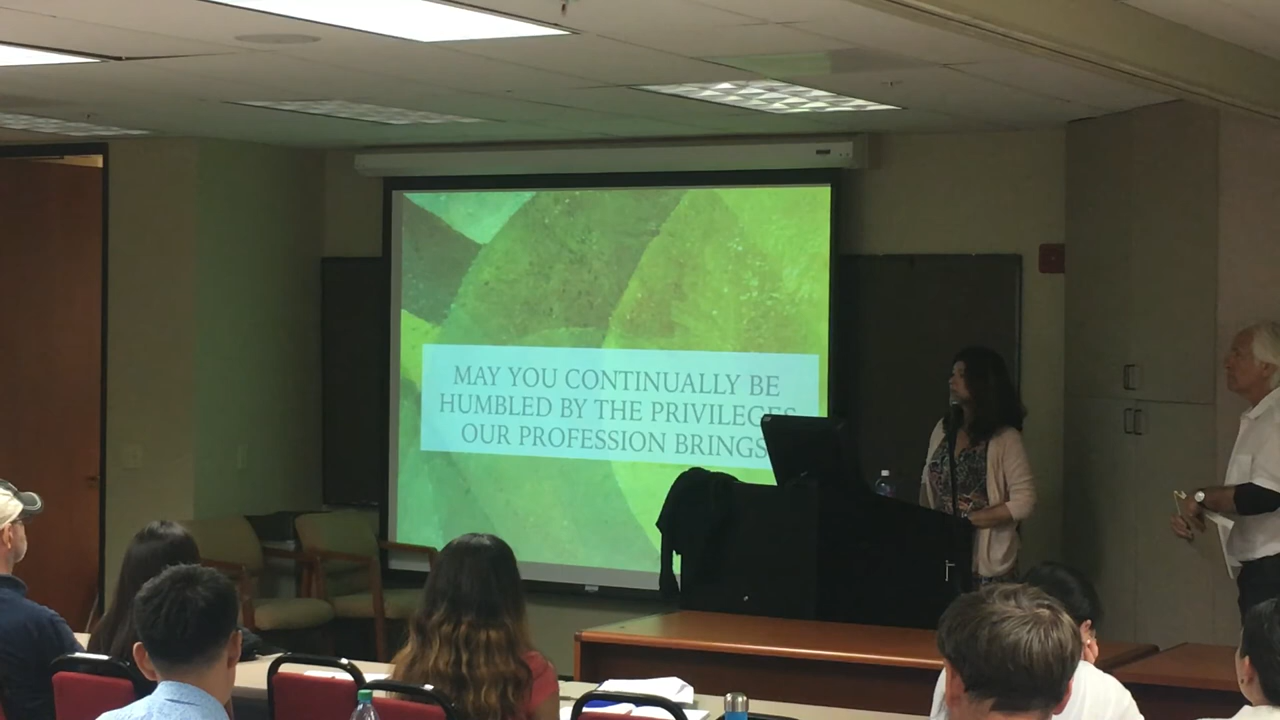 MAY YOU CONTINUALLY BE
HUMBLED BY THE PRIVILEGES
OUR PROFESSION BRINGS